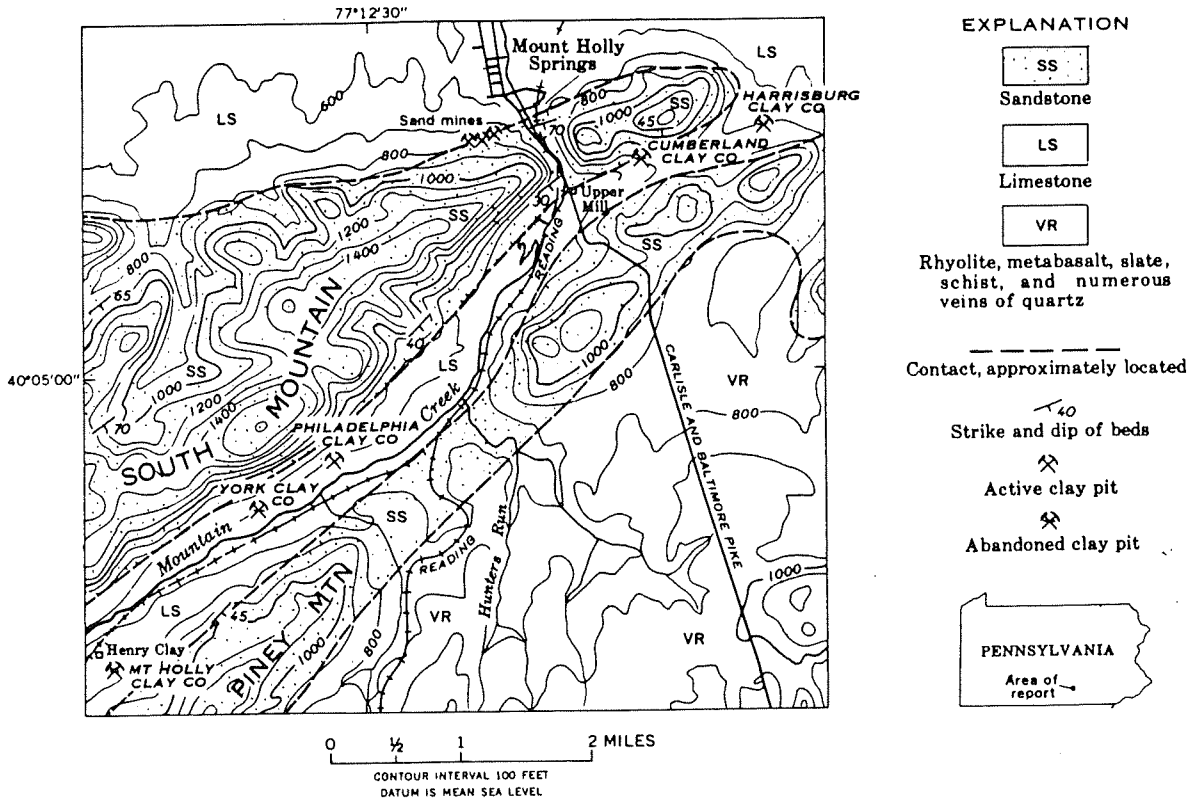 77°12'30"
Mount Holly
Springs
LS
600
800
HARRISBURG
CLAY CO
SS
1000
45
LS
Sand mines
70
CUMBERLAND
CLAY CO
800
1000
Upper
Mill
30
SS
1200
SS
1400
READING
800
65
SOUTH MOUNTAIN
40
1000
LS
VR
40°05'00"
SS
1000
800
800
1200
1400
CARLISLE AND BALTIMORE PIKE
70
PHILADELPHIA
CLAY CO
Mountain Creek
YORK CLAY
CO
SS
READING
Hunters Run
1000
LS
45
PINEY MTN
VR
VR
Henry Clay
1000
800
MT HOLLY
CLAY CO
0 ½ 1 2 MILES
CONTOUR INTERVAL 100 FEET
DATUM IS MEAN SEA LEVEL
EXPLANATION
SS
Sandstone
LS
Limestone
VR
Rhyolite, metabasalt, slate,
schist, and numerous
veins of quartz
Contact, approximately located
40
Strike and dip of beds
Active clay pit
Abandoned clay pit
PENNSYLVANIA
Area of
report